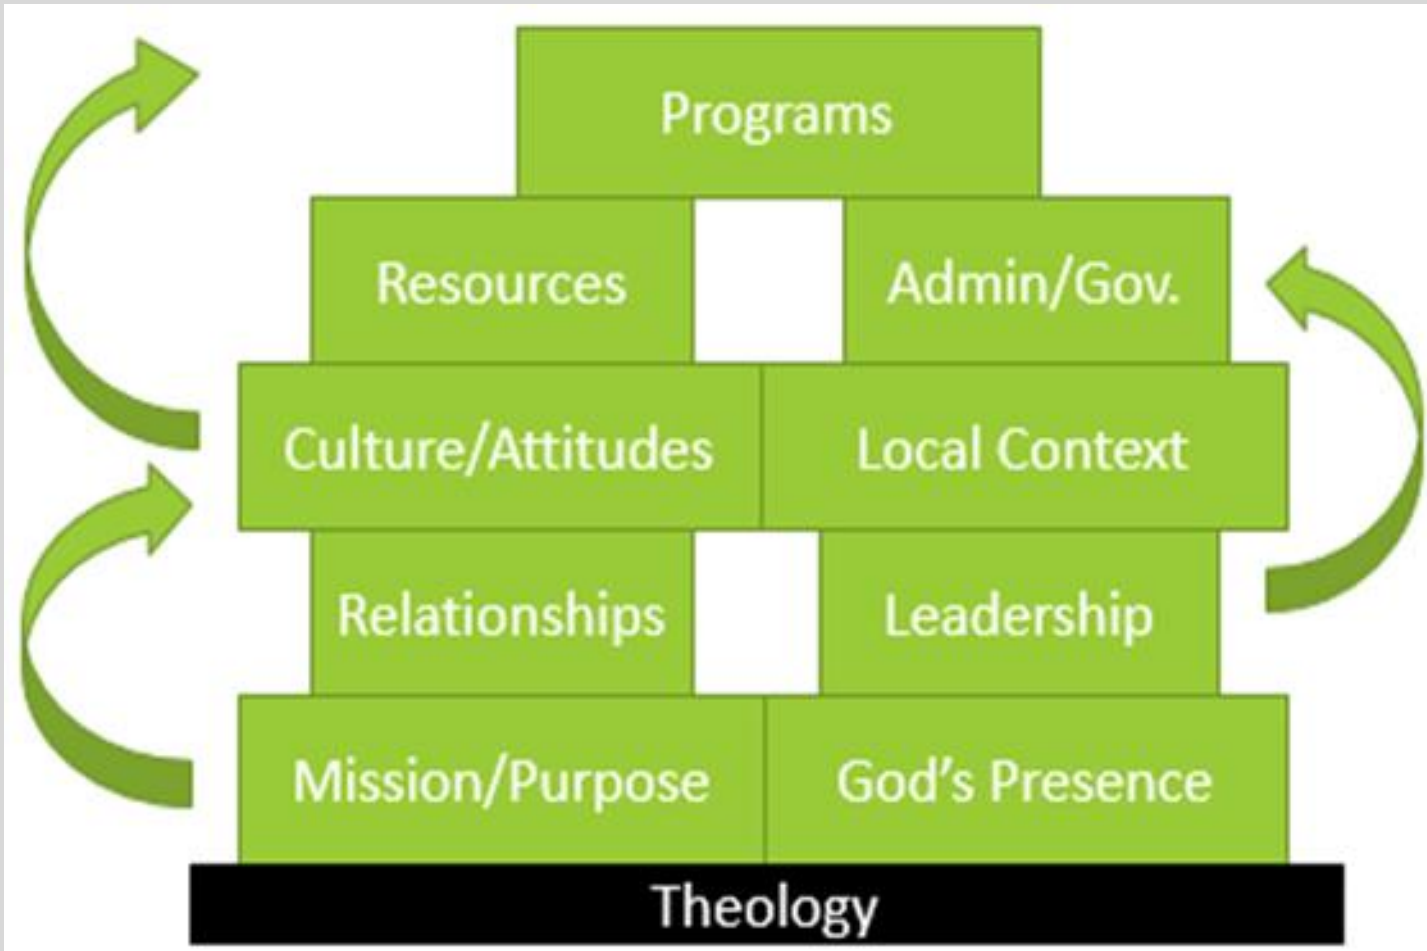 Programs
Resources
Admin/Gov.
Culture/Attitudes
Local Context
Relationships
Leadership
Mission/Purpose
God’s Presence
Theology